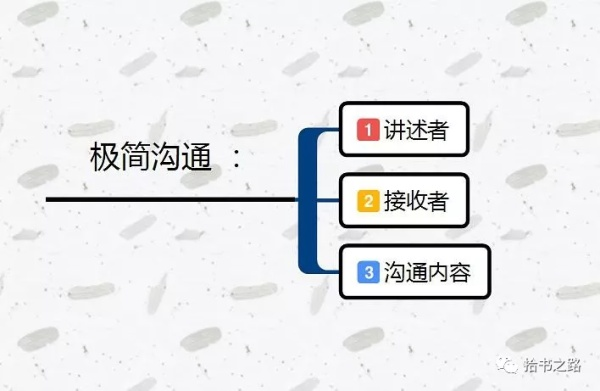 极简沟通 ：
1 讲述者
2 接收者
3 沟通内容
拾书之路